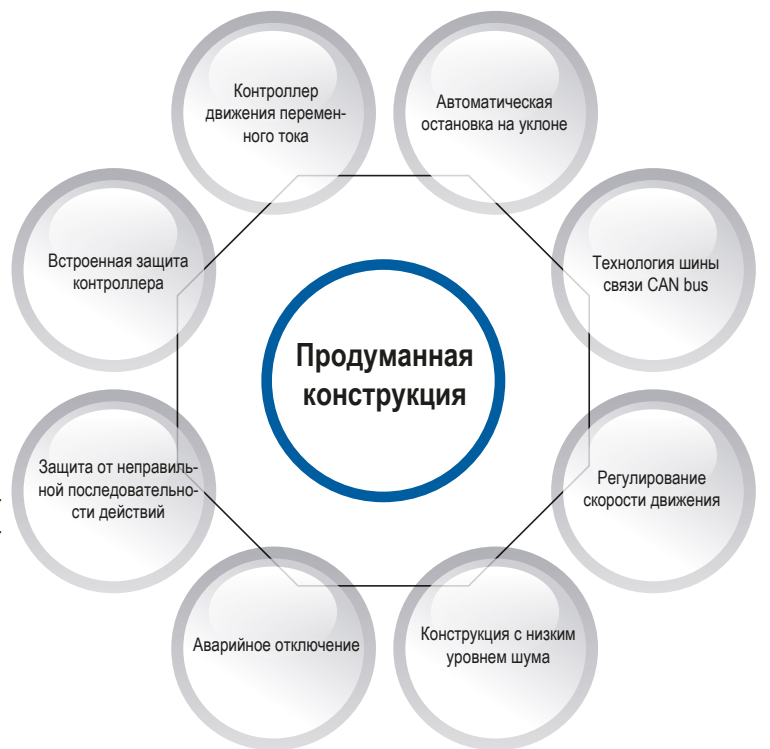 Контроллер
движения перемен-
ного тока
Автоматическая
остановка на уклоне
Встроенная защита
контроллера
Технология шины
связи CAN bus
Продуманная
конструкция
Защита от неправиль-
ной последовательно-
сти действий
Регулирование
скорости движения
Аварийное отключение
Конструкция с низким
уровнем шума